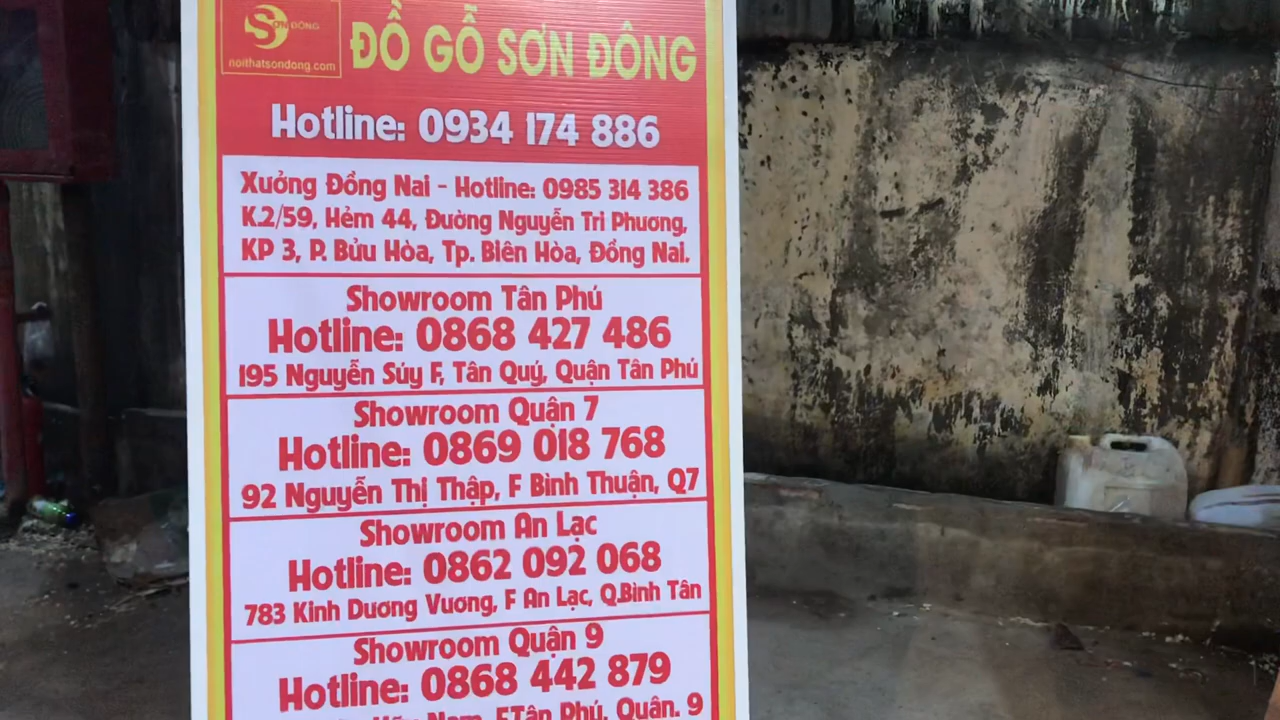 SƠN ĐÔNG
noithatsondong.com
ĐỒ GỖ SƠN ĐÔNG
Hotline: 0934 174 886
Xưởng Đồng Nai - Hotline: 0985 314 386
K.2/59, Hẻm 44, Đường Nguyễn Tri Phương,
KP 3, P. Bửu Hòa, Tp. Biên Hòa, Đồng Nai.
Showroom Tân Phú
Hotline: 0868 427 486
195 Nguyễn Súy F, Tân Quý, Quận Tân Phú
Showroom Quận 7
Hotline: 0869 018 768
92 Nguyễn Thị Thập, F Bình Thuận, Q7
Showroom An Lạc
Hotline: 0862 092 068
783 Kinh Dương Vương, F An Lạc, Q.Bình Tân
Showroom Quận 9
Hotline: 0868 442 879
Nam, F.Tân Phú, Quận. 9